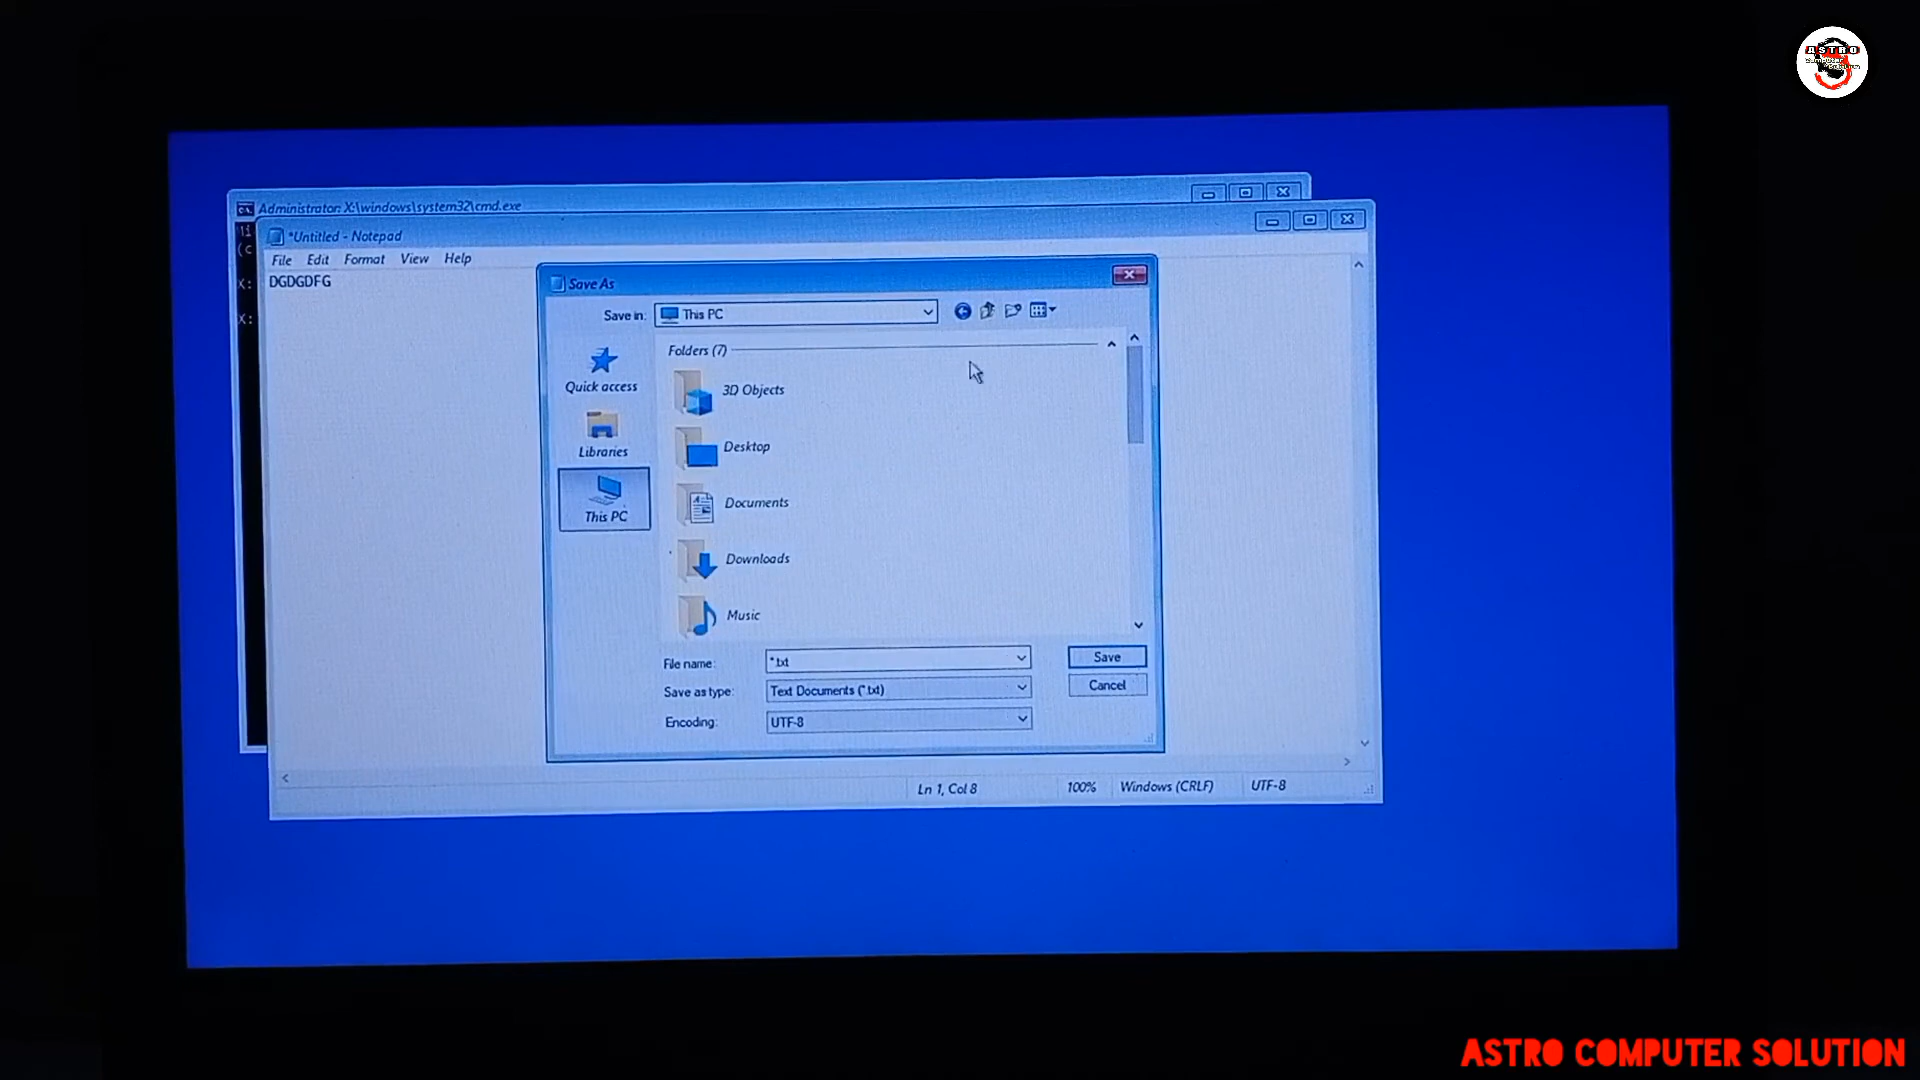 ASTRO
Administrator: X:\windows\system32\cmd.exe
*Untitled - Notepad
File Edit Format View Help
DGDGDFG
X:
X:
Save As
Save in: This PC
Quick access
Libraries
This PC
Folders (7)
3D Objects
Desktop
Documents
Downloads
Music
File name: *.txt
Save as type: Text Documents (*.txt)
Encoding: UTF-8
Save
Cancel
Ln 1, Col 8 100% Windows (CRLF) UTF-8
ASTRO COMPUTER SOLUTION